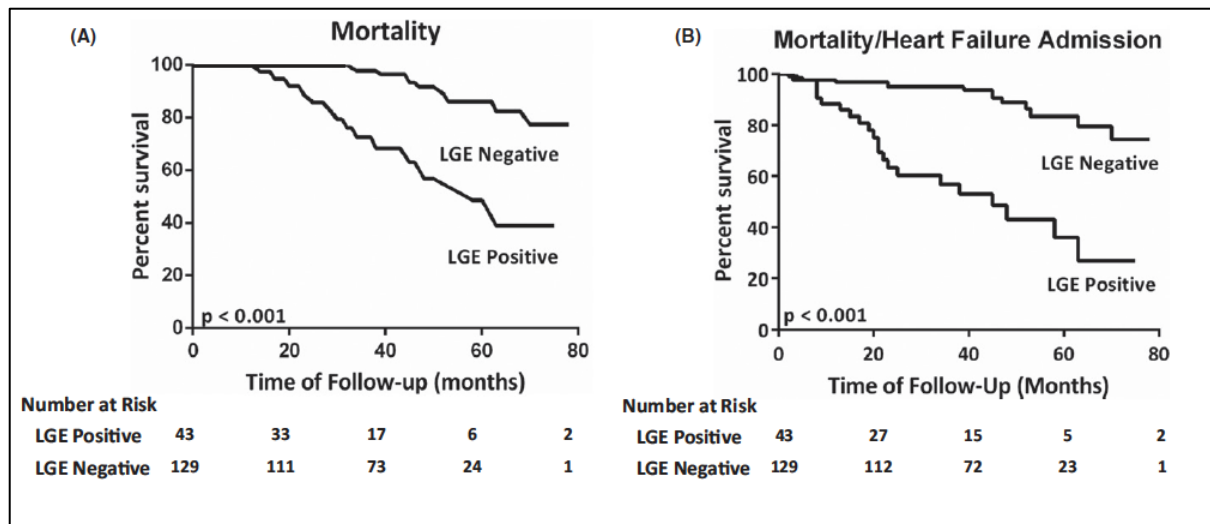 (A)
Mortality
100
80
60
40
20
0
Percent survival
LGE Negative
LGE Positive
p < 0.001
0 20 40 60 80
Time of Follow-up (months)
Number at Risk
LGE Positive 43 33 17 6 2
LGE Negative 129 111 73 24 1
(B)
Mortality/Heart Failure Admission
100
80
60
40
20
0
Percent survival
LGE Negative
LGE Positive
p < 0.001
0 20 40 60 80
Time of Follow-Up (Months)
Number at Risk
LGE Positive 43 27 15 5 2
LGE Negative 129 112 72 23 1